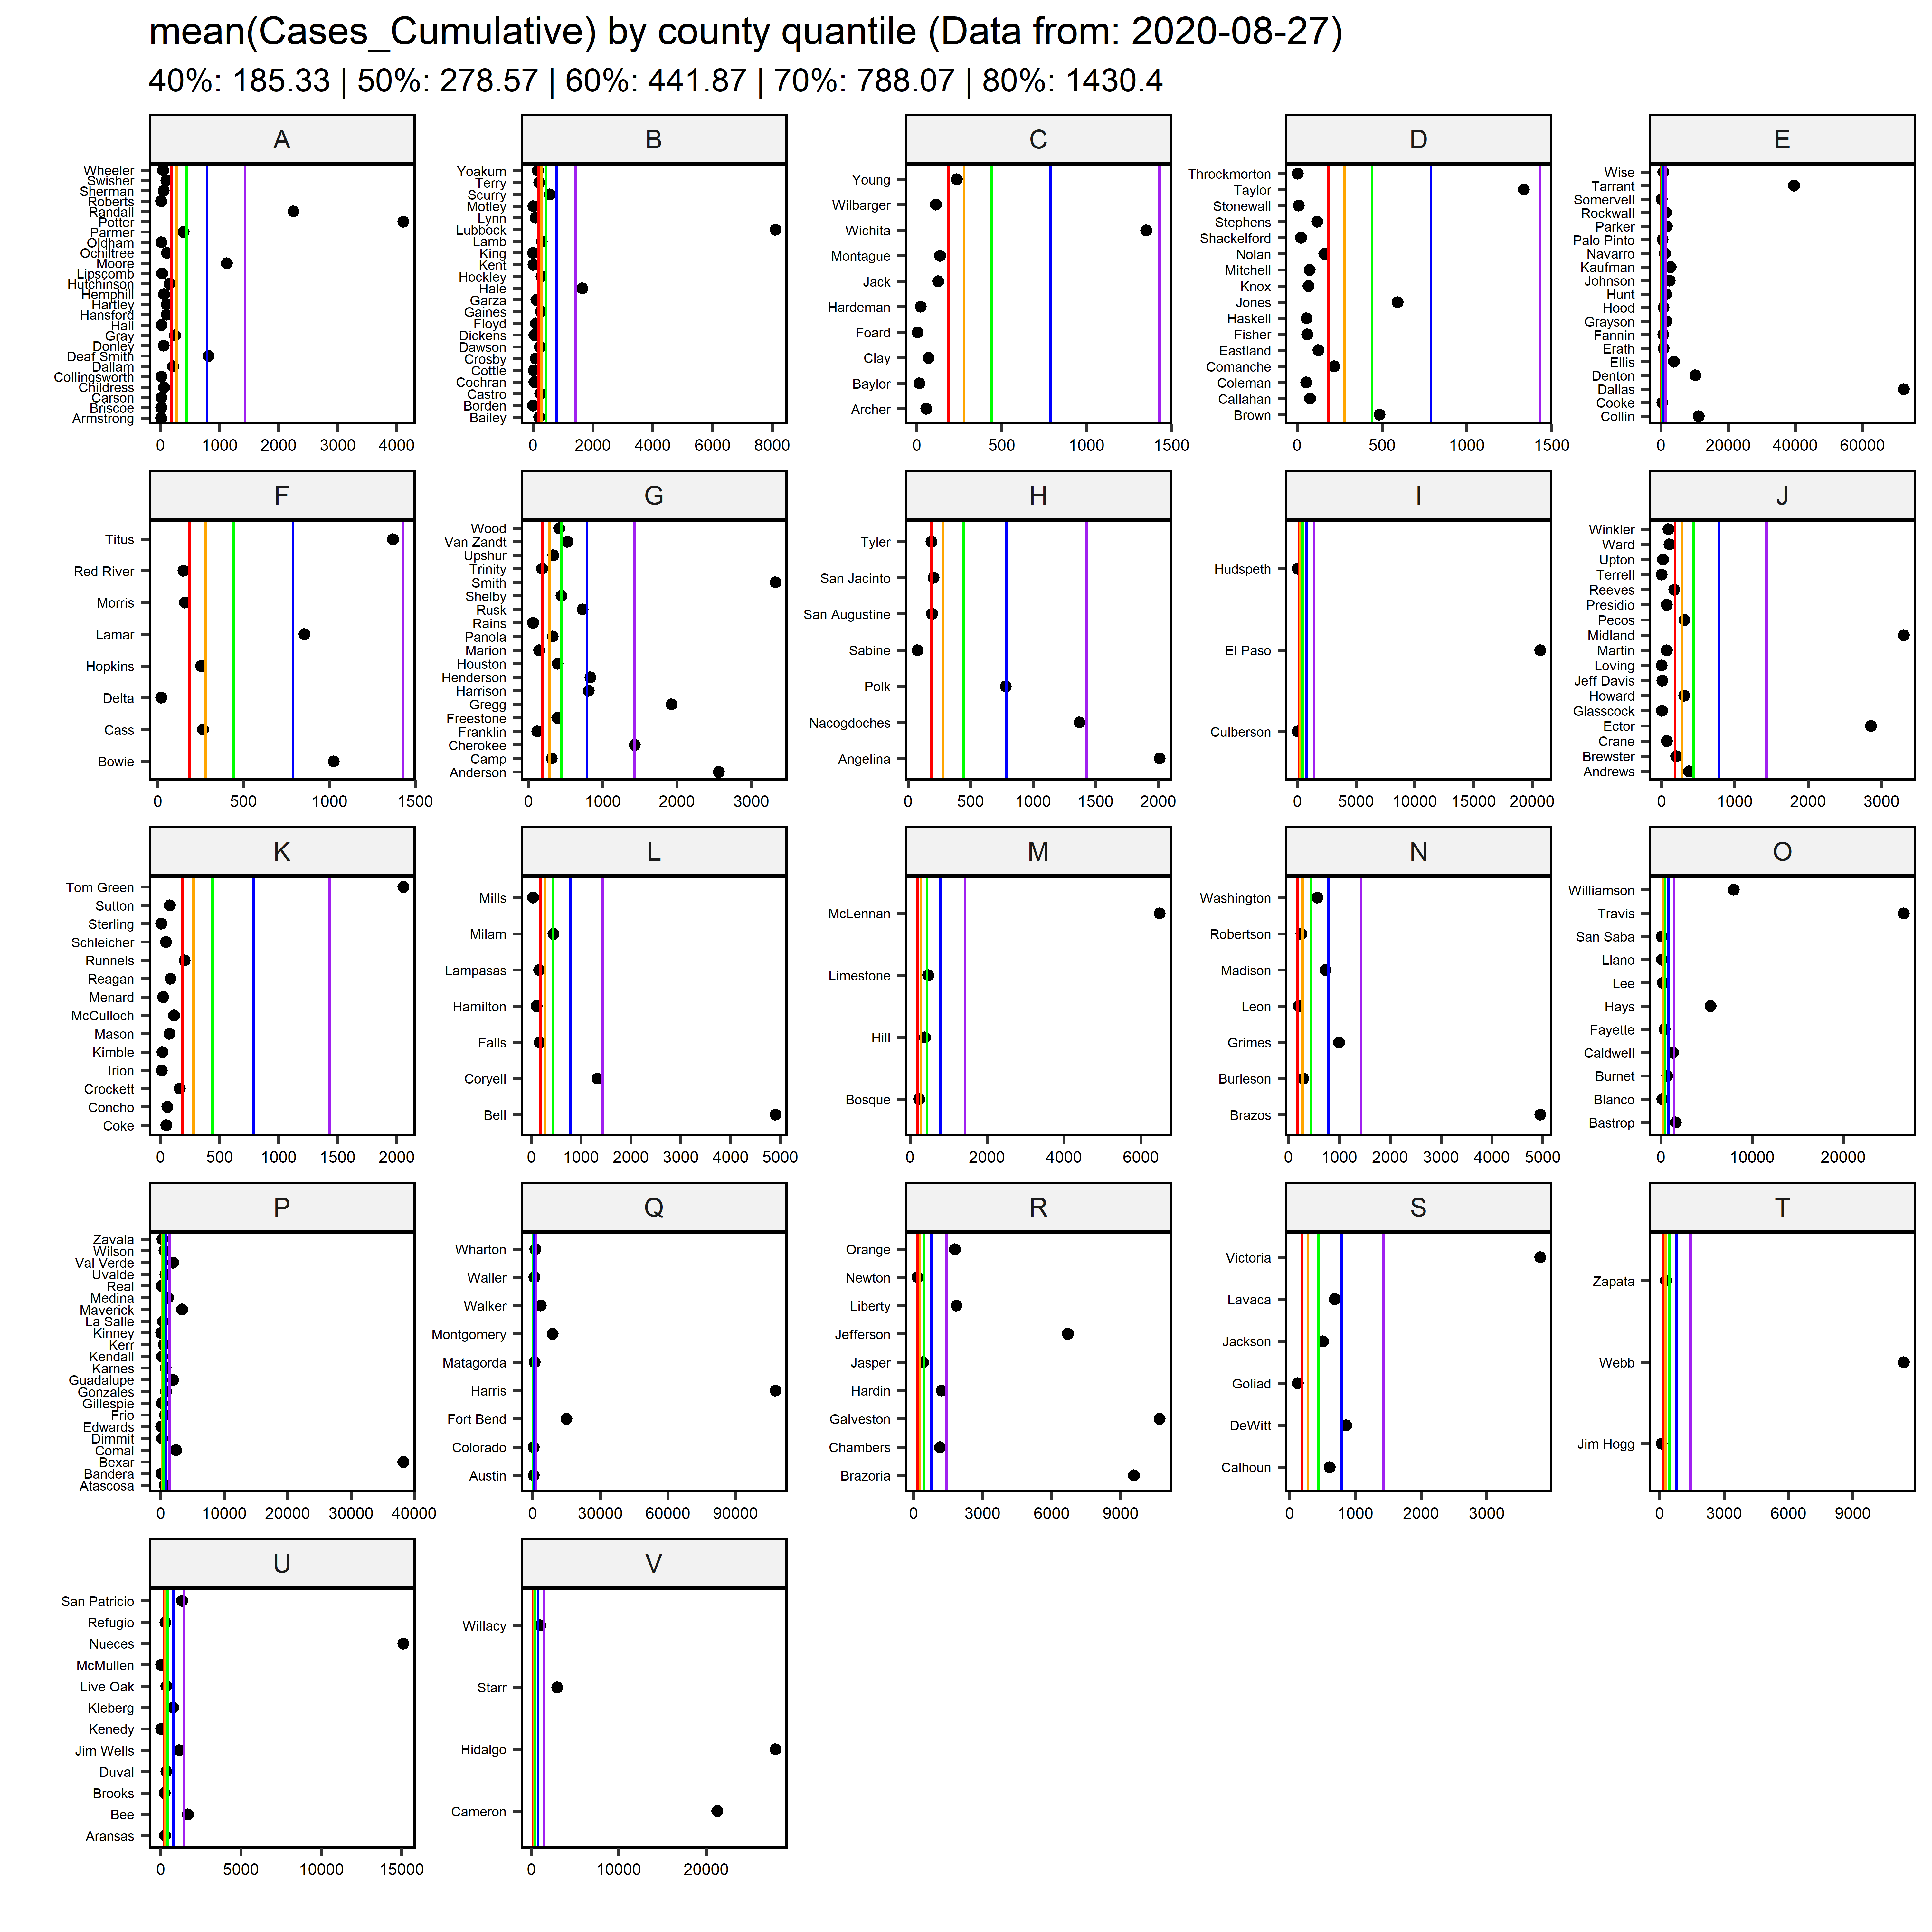 mean(Cases_Cumulative) by county quantile (Data from: 2020-08-27)
40%: 185.33 | 50%: 278.57 | 60%: 441.87 | 70%: 788.07 | 80%: 1430.4
A
Wheeler
Swisher
Sherman
Roberts
Randall
Potter
Parmer
Oldham
Ochiltree
Moore
Lipscomb
Hutchinson
Hemphill
Hartley
Hansford
Hall
Gray
Donley
Deaf Smith
Dallam
Collingsworth
Childress
Carson
Briscoe
Armstrong
0 1000 2000 3000 4000
B
Yoakum
Terry
Scurry
Motley
Lynn
Lubbock
Lamb
King
Kent
Hockley
Hale
Garza
Gaines
Floyd
Dickens
Dawson
Crosby
Cottle
Cochran
Castro
Borden
Bailey
0 2000 4000 6000 8000
C
Young
Wilbarger
Wichita
Montague
Jack
Hardeman
Foard
Clay
Baylor
Archer
0 500 1000 1500
D
Throckmorton
Taylor
Stonewall
Stephens
Shackelford
Nolan
Mitchell
Knox
Jones
Haskell
Fisher
Eastland
Comanche
Coleman
Callahan
Brown
0 500 1000 1500
E
Wise
Tarrant
Somervell
Rockwall
Parker
Palo Pinto
Navarro
Kaufman
Johnson
Hunt
Hood
Grayson
Fannin
Erath
Ellis
Denton
Dallas
Cooke
Collin
0 20000 40000 60000
F
Titus
Red River
Morris
Lamar
Hopkins
Delta
Cass
Bowie
0 500 1000 1500
G
Wood
Van Zandt
Upshur
Trinity
Smith
Shelby
Rusk
Rains
Panola
Marion
Houston
Henderson
Harrison
Gregg
Freestone
Franklin
Cherokee
Camp
Anderson
0 1000 2000 3000
H
Tyler
San Jacinto
San Augustine
Sabine
Polk
Nacogdoches
Angelina
0 500 1000 1500 2000
I
Hudspeth
El Paso
Culberson
0 5000 10000 15000 20000
J
Winkler
Ward
Upton
Terrell
Reeves
Presidio
Pecos
Midland
Martin
Loving
Jeff Davis
Howard
Glasscock
Ector
Crane
Brewster
Andrews
0 1000 2000 3000
K
Tom Green
Sutton
Sterling
Schleicher
Runnels
Reagan
Menard
McCulloch
Mason
Kimble
Irion
Crockett
Concho
Coke
0 500 1000 1500 2000
L
Mills
Milam
Lampasas
Hamilton
Falls
Coryell
Bell
0 1000 2000 3000 4000 5000
M
McLennan
Limestone
Hill
Bosque
0 2000 4000 6000
N
Washington
Robertson
Madison
Leon
Grimes
Burleson
Brazos
0 1000 2000 3000 4000 5000
O
Williamson
Travis
San Saba
Llano
Lee
Hays
Fayette
Caldwell
Burnet
Blanco
Bastrop
0 10000 20000
P
Zavala
Wilson
Val Verde
Uvalde
Real
Medina
Maverick
La Salle
Kinney
Kerr
Kendall
Karnes
Guadalupe
Gonzales
Gillespie
Frio
Edwards
Dimmit
Comal
Bexar
Bandera
Atascosa
0 10000 20000 30000 40000
Q
Wharton
Waller
Walker
Montgomery
Matagorda
Harris
Fort Bend
Colorado
Austin
0 30000 60000 90000
R
Orange
Newton
Liberty
Jefferson
Jasper
Hardin
Galveston
Chambers
Brazoria
0 3000 6000 9000
S
Victoria
Lavaca
Jackson
Goliad
DeWitt
Calhoun
0 1000 2000 3000
T
Zapata
Webb
Jim Hogg
0 3000 6000 9000
U
San Patricio
Refugio
Nueces
McMullen
Live Oak
Kleberg
Kenedy
Jim Wells
Duval
Brooks
Bee
Aransas
0 5000 10000 15000
V
Willacy
Starr
Hidalgo
Cameron
0 10000 20000